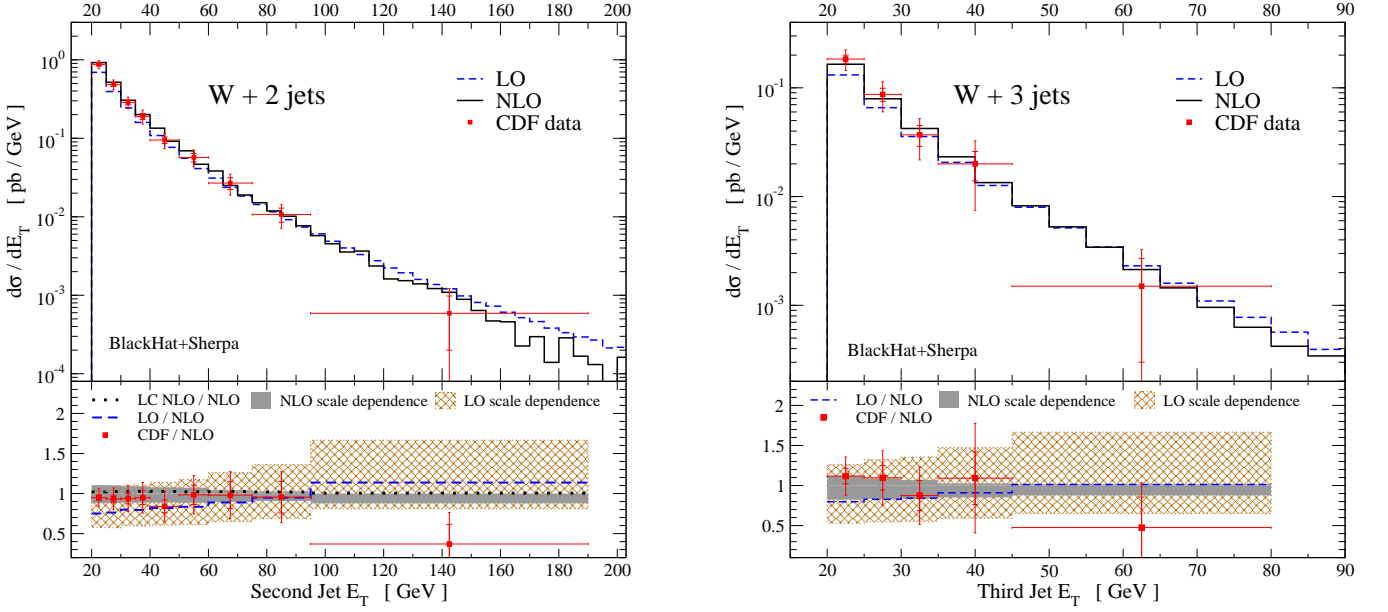 20 40 60 80 100 120 140 160 180 200
10^0
10^-1
10^-2
10^-3
10^-4
dσ / dE_T [ pb / GeV ]
W + 2 jets
LO
NLO
CDF data
BlackHat+Sherpa
LC NLO / NLO
LO / NLO
CDF / NLO
NLO scale dependence
LO scale dependence
2
1.5
1
0.5
20 40 60 80 100 120 140 160 180 200
Second Jet E_T [ GeV ]
20 30 40 50 60 70 80 90
10^-1
10^-2
10^-3
dσ / dE_T [ pb / GeV ]
W + 3 jets
LO
NLO
CDF data
BlackHat+Sherpa
LO / NLO
CDF / NLO
NLO scale dependence
LO scale dependence
2
1.5
1
0.5
20 30 40 50 60 70 80 90
Third Jet E_T [ GeV ]